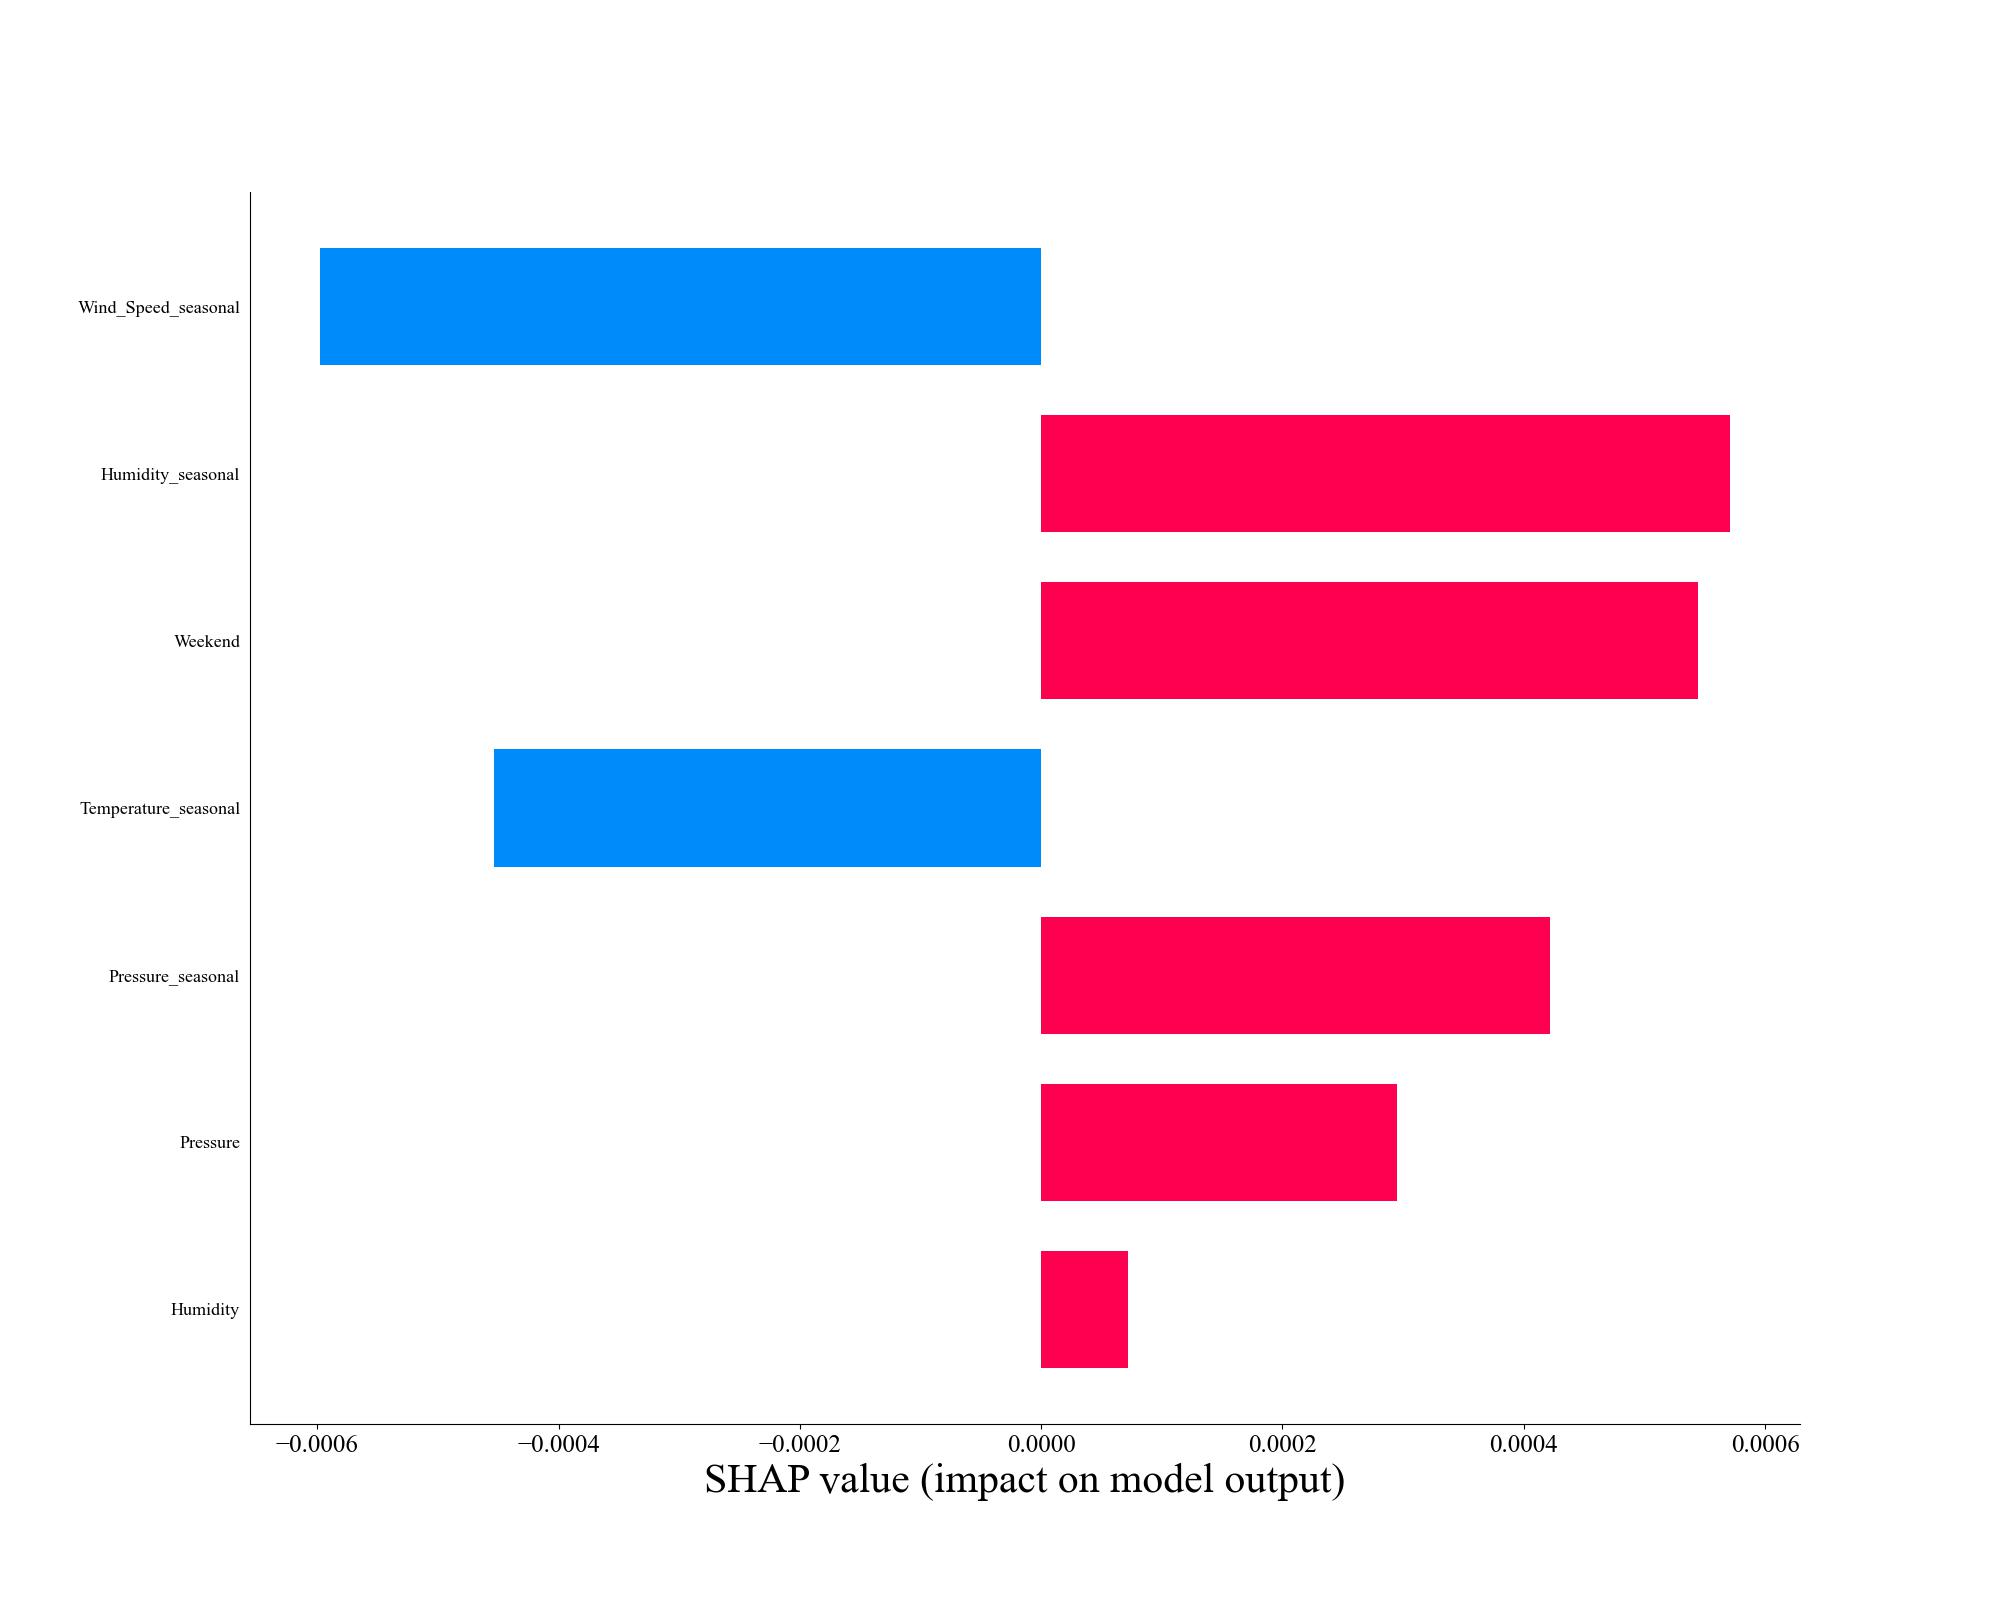 Wind_Speed_seasonal
Humidity_seasonal
Weekend
Temperature_seasonal
Pressure_seasonal
Pressure
Humidity
−0.0006 −0.0004 −0.0002 0.0000 0.0002 0.0004 0.0006
SHAP value (impact on model output)